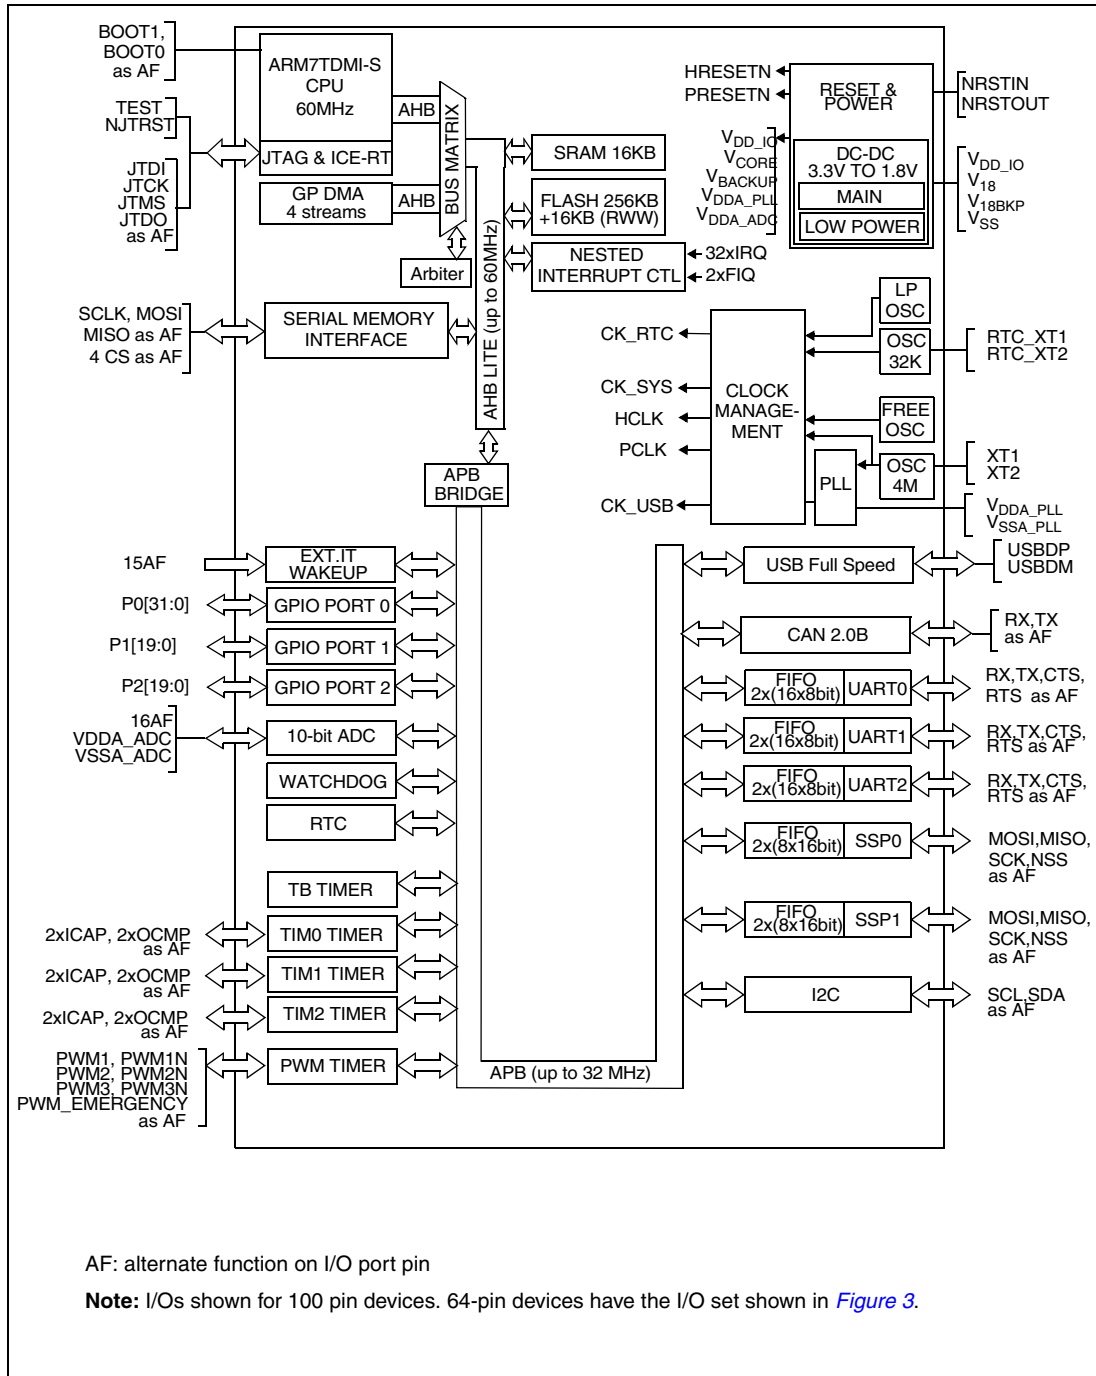 BOOT1,
BOOT0
as AF
TEST
NJTRST
JTDI
JTCK
JTMS
JTDO
as AF
ARM7TDMI-S
CPU
60MHz
JTAG & ICE-RT
GP DMA
4 streams
AHB
AHB
BUS MATRIX
Arbiter
SRAM 16KB
FLASH 256KB
+16KB (RWW)
NESTED
INTERRUPT CTL
32xIRQ
2xFIQ
HRESETN
PRESETN
RESET &
POWER
NRSTIN
NRSTOUT
VDD_IO
VCORE
VBACKUP
VDDA_PLL
VDDA_ADC
DC-DC
3.3V TO 1.8V
MAIN
LOW POWER
VDD_IO
V18
V18BKP
VSS
SCLK, MOSI
MISO as AF
4 CS as AF
SERIAL MEMORY
INTERFACE
AHB LITE (up to 60MHz)
CK_RTC
CK_SYS
HCLK
PCLK
CK_USB
CLOCK
MANAGE-
MENT
LP
OSC
OSC
32K
FREE
OSC
OSC
4M
PLL
RTC_XT1
RTC_XT2
XT1
XT2
VDDA_PLL
VSSA_PLL
APB
BRIDGE
15AF
EXT.IT
WAKEUP
P0[31:0]
GPIO PORT 0
P1[19:0]
GPIO PORT 1
P2[19:0]
GPIO PORT 2
16AF
VDDA_ADC
VSSA_ADC
10-bit ADC
WATCHDOG
RTC
TB TIMER
2xICAP, 2xOCMP
as AF
TIM0 TIMER
2xICAP, 2xOCMP
as AF
TIM1 TIMER
2xICAP, 2xOCMP
as AF
TIM2 TIMER
PWM1, PWM1N
PWM2, PWM2N
PWM3, PWM3N
PWM_EMERGENCY
as AF
PWM TIMER
APB (up to 32 MHz)
USB Full Speed
USBDP
USBDM
CAN 2.0B
RX,TX
as AF
FIFO
2x(16x8bit)
UART0
RX,TX,CTS,
RTS as AF
FIFO
2x(16x8bit)
UART1
RX,TX,CTS,
RTS as AF
FIFO
2x(16x8bit)
UART2
RX,TX,CTS,
RTS as AF
FIFO
2x(8x16bit)
SSP0
MOSI,MISO,
SCK,NSS
as AF
FIFO
2x(8x16bit)
SSP1
MOSI,MISO,
SCK,NSS
as AF
I2C
SCL,SDA
as AF
AF: alternate function on I/O port pin
Note: I/Os shown for 100 pin devices. 64-pin devices have the I/O set shown in Figure 3.